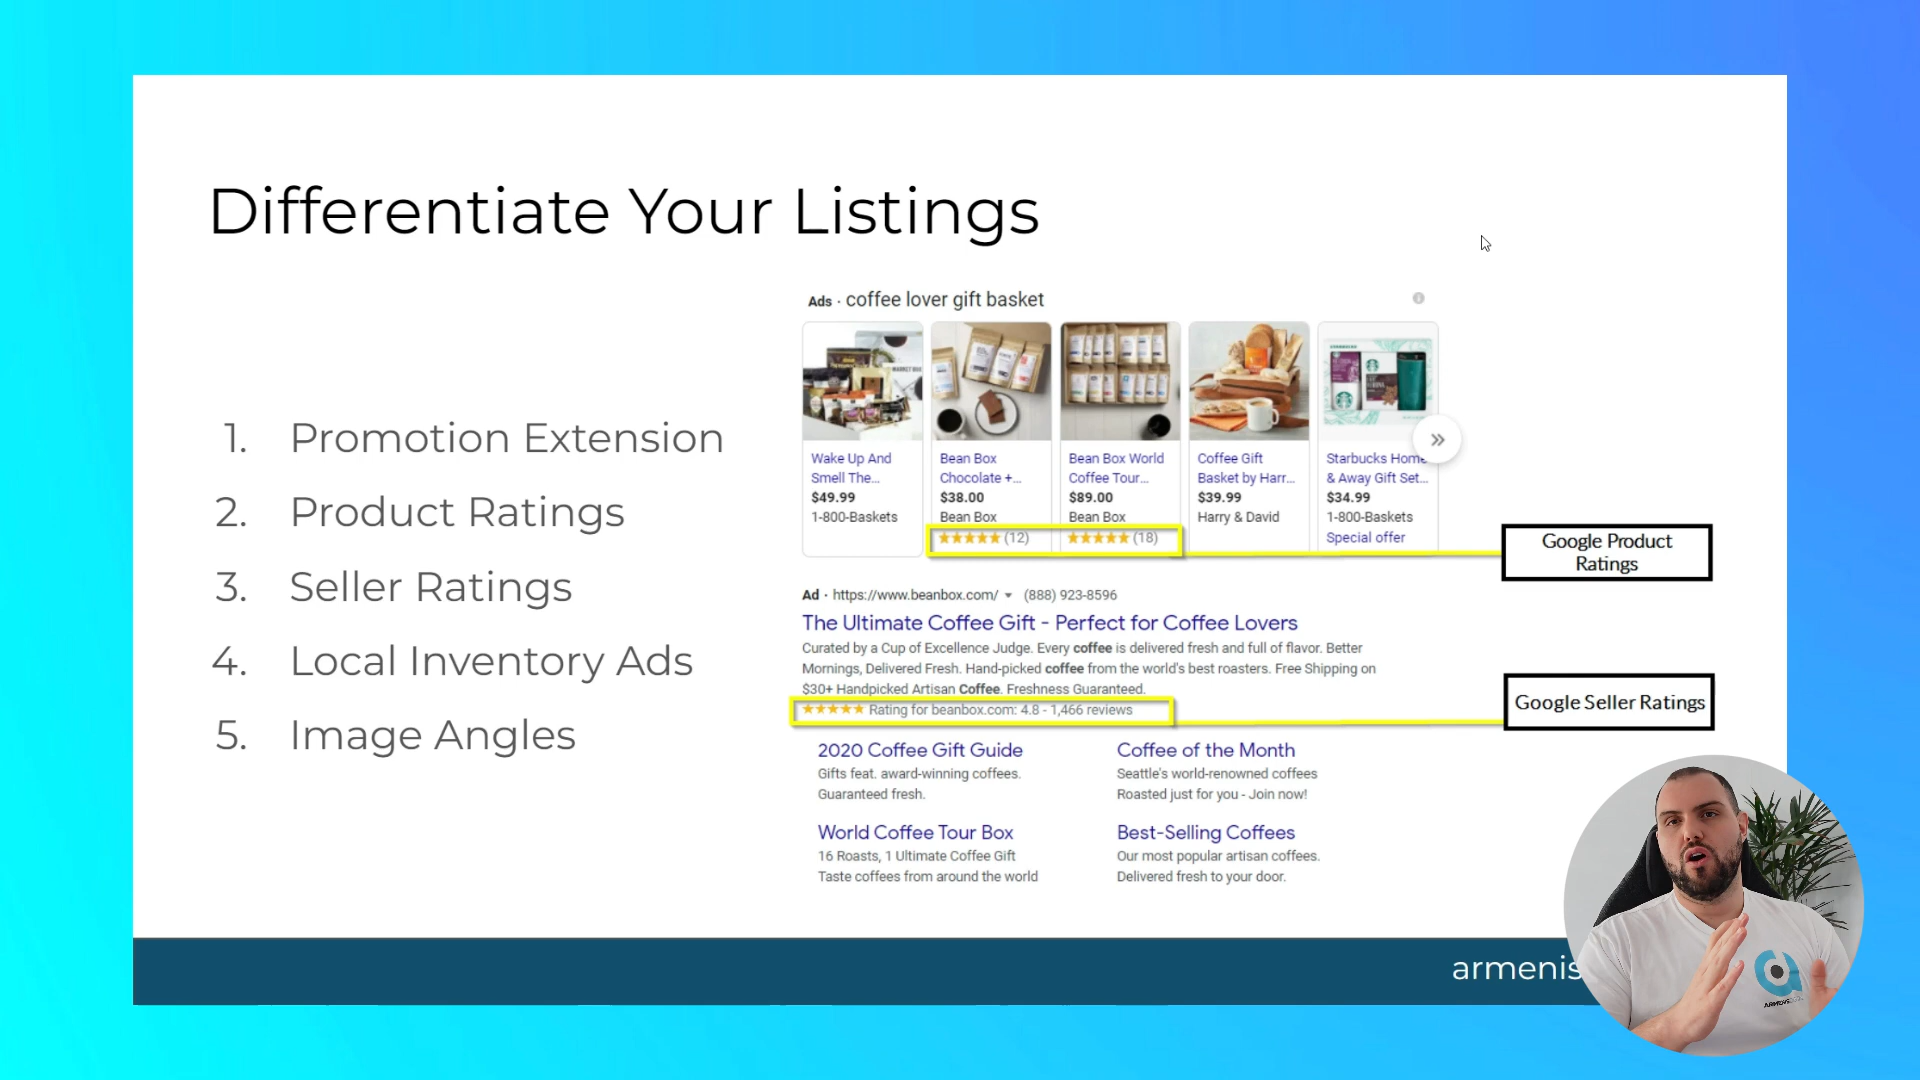 Differentiate Your Listings
1. Promotion Extension
2. Product Ratings
3. Seller Ratings
4. Local Inventory Ads
5. Image Angles
Ads · coffee lover gift basket
Wake Up And
Smell The...
$49.99
1-800-Baskets
Bean Box
Chocolate +...
$38.00
Bean Box
★★★★★ (12)
Bean Box World
Coffee Tour...
$89.00
Bean Box
★★★★★ (18)
Coffee Gift
Basket by Harr...
$39.99
Harry & David
Starbucks Home
& Away Gift Set...
$34.99
1-800-Baskets
Special offer
Google Product
Ratings
Ad · https://www.beanbox.com/ (888) 923-8596
The Ultimate Coffee Gift - Perfect for Coffee Lovers
Curated by a Cup of Excellence Judge. Every coffee is delivered fresh and full of flavor. Better
Mornings, Delivered Fresh. Hand-picked coffee from the world's best roasters. Free Shipping on
$30+ Handpicked Artisan Coffee. Freshness Guaranteed.
★★★★★ Rating for beanbox.com: 4.8 - 1,466 reviews
Google Seller Ratings
2020 Coffee Gift Guide
Gifts feat. award-winning coffees.
Guaranteed fresh.
Coffee of the Month
Seattle's world-renowned coffees
Roasted just for you - Join now!
World Coffee Tour Box
16 Roasts, 1 Ultimate Coffee Gift
Taste coffees from around the world
Best-Selling Coffees
Our most popular artisan coffees.
Delivered fresh to your door.
armenis